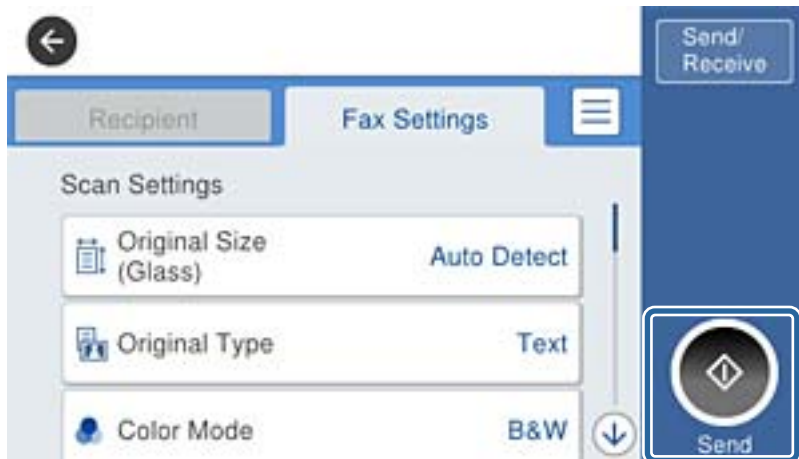 Send/
Receive
Recipient
Fax Settings
Scan Settings
Original Size
(Glass)
Auto Detect
Original Type
Text
Color Mode
B&W
Send